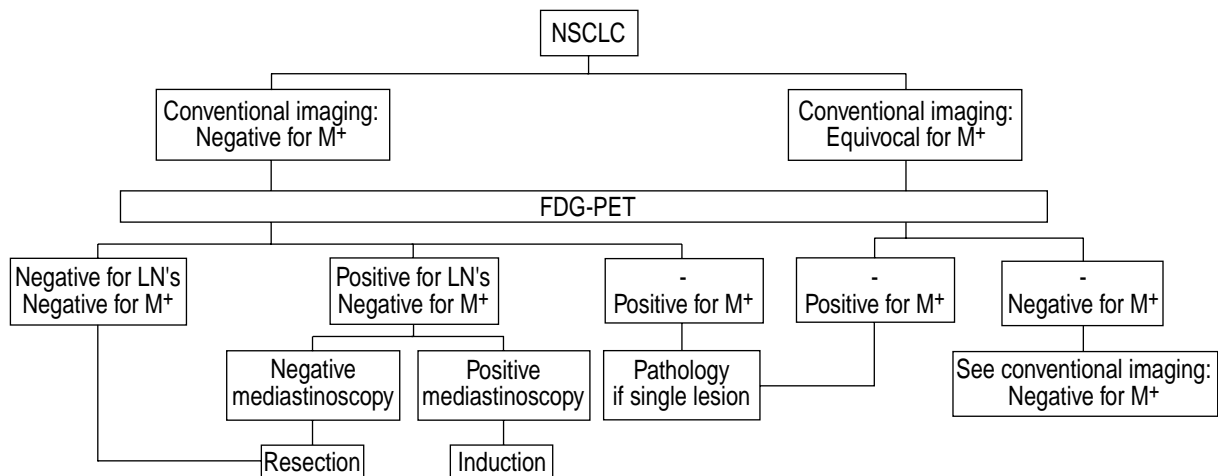 NSCLC
Conventional imaging:
Negative for M+
Conventional imaging:
Equivocal for M+
FDG-PET
Negative for LN's
Negative for M+
Positive for LN's
Negative for M+
-
Positive for M+
-
Positive for M+
-
Negative for M+
Negative
mediastinoscopy
Positive
mediastinoscopy
Pathology
if single lesion
See conventional imaging:
Negative for M+
Resection
Induction